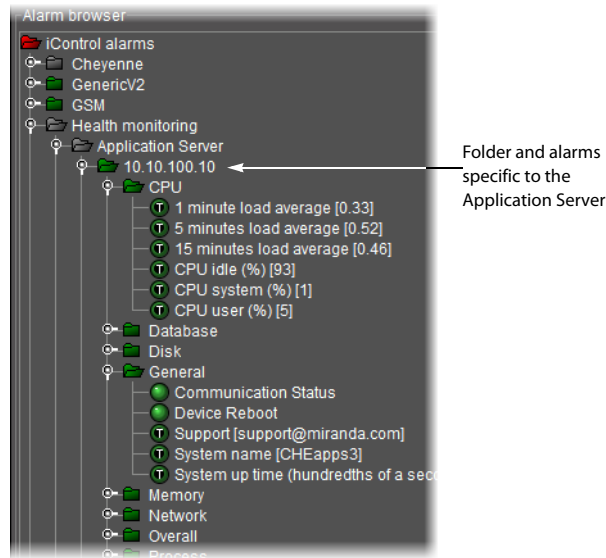 Alarm browser
iControl alarms
Cheyenne
GenericV2
GSM
Health monitoring
Application Server
10.10.100.10
Folder and alarms
specific to the
Application Server
CPU
1 minute load average [0.33]
5 minutes load average [0.52]
15 minutes load average [0.46]
CPU idle (%) [93]
CPU system (%) [1]
CPU user (%) [5]
Database
Disk
General
Communication Status
Device Reboot
Support [support@miranda.com]
System name [CHEapps3]
System up time (hundredths of a sec
Memory
Network
Overall
Process